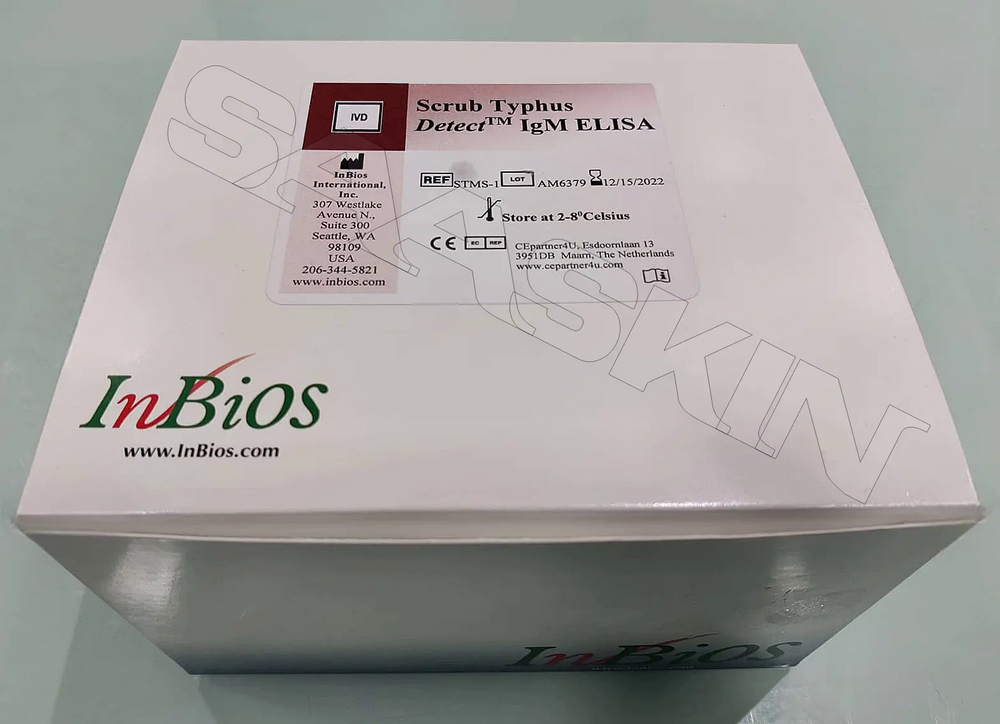 IVD
Scrub Typhus
Detect™ IgM ELISA
InBios
International,
Inc.
307 Westlake
Avenue N.,
Suite 300
Seattle, WA
98109
USA
206-344-5821
www.inbios.com
REF STMS-1 LOT AM6379 12/15/2022
Store at 2-8⁰Celsius
CE EC REP CEpartner4U, Esdoornlaan 13
3951DB Maarn, The Netherlands
www.cepartner4u.com
SAASKIN
InBios
www.InBios.com
InBios